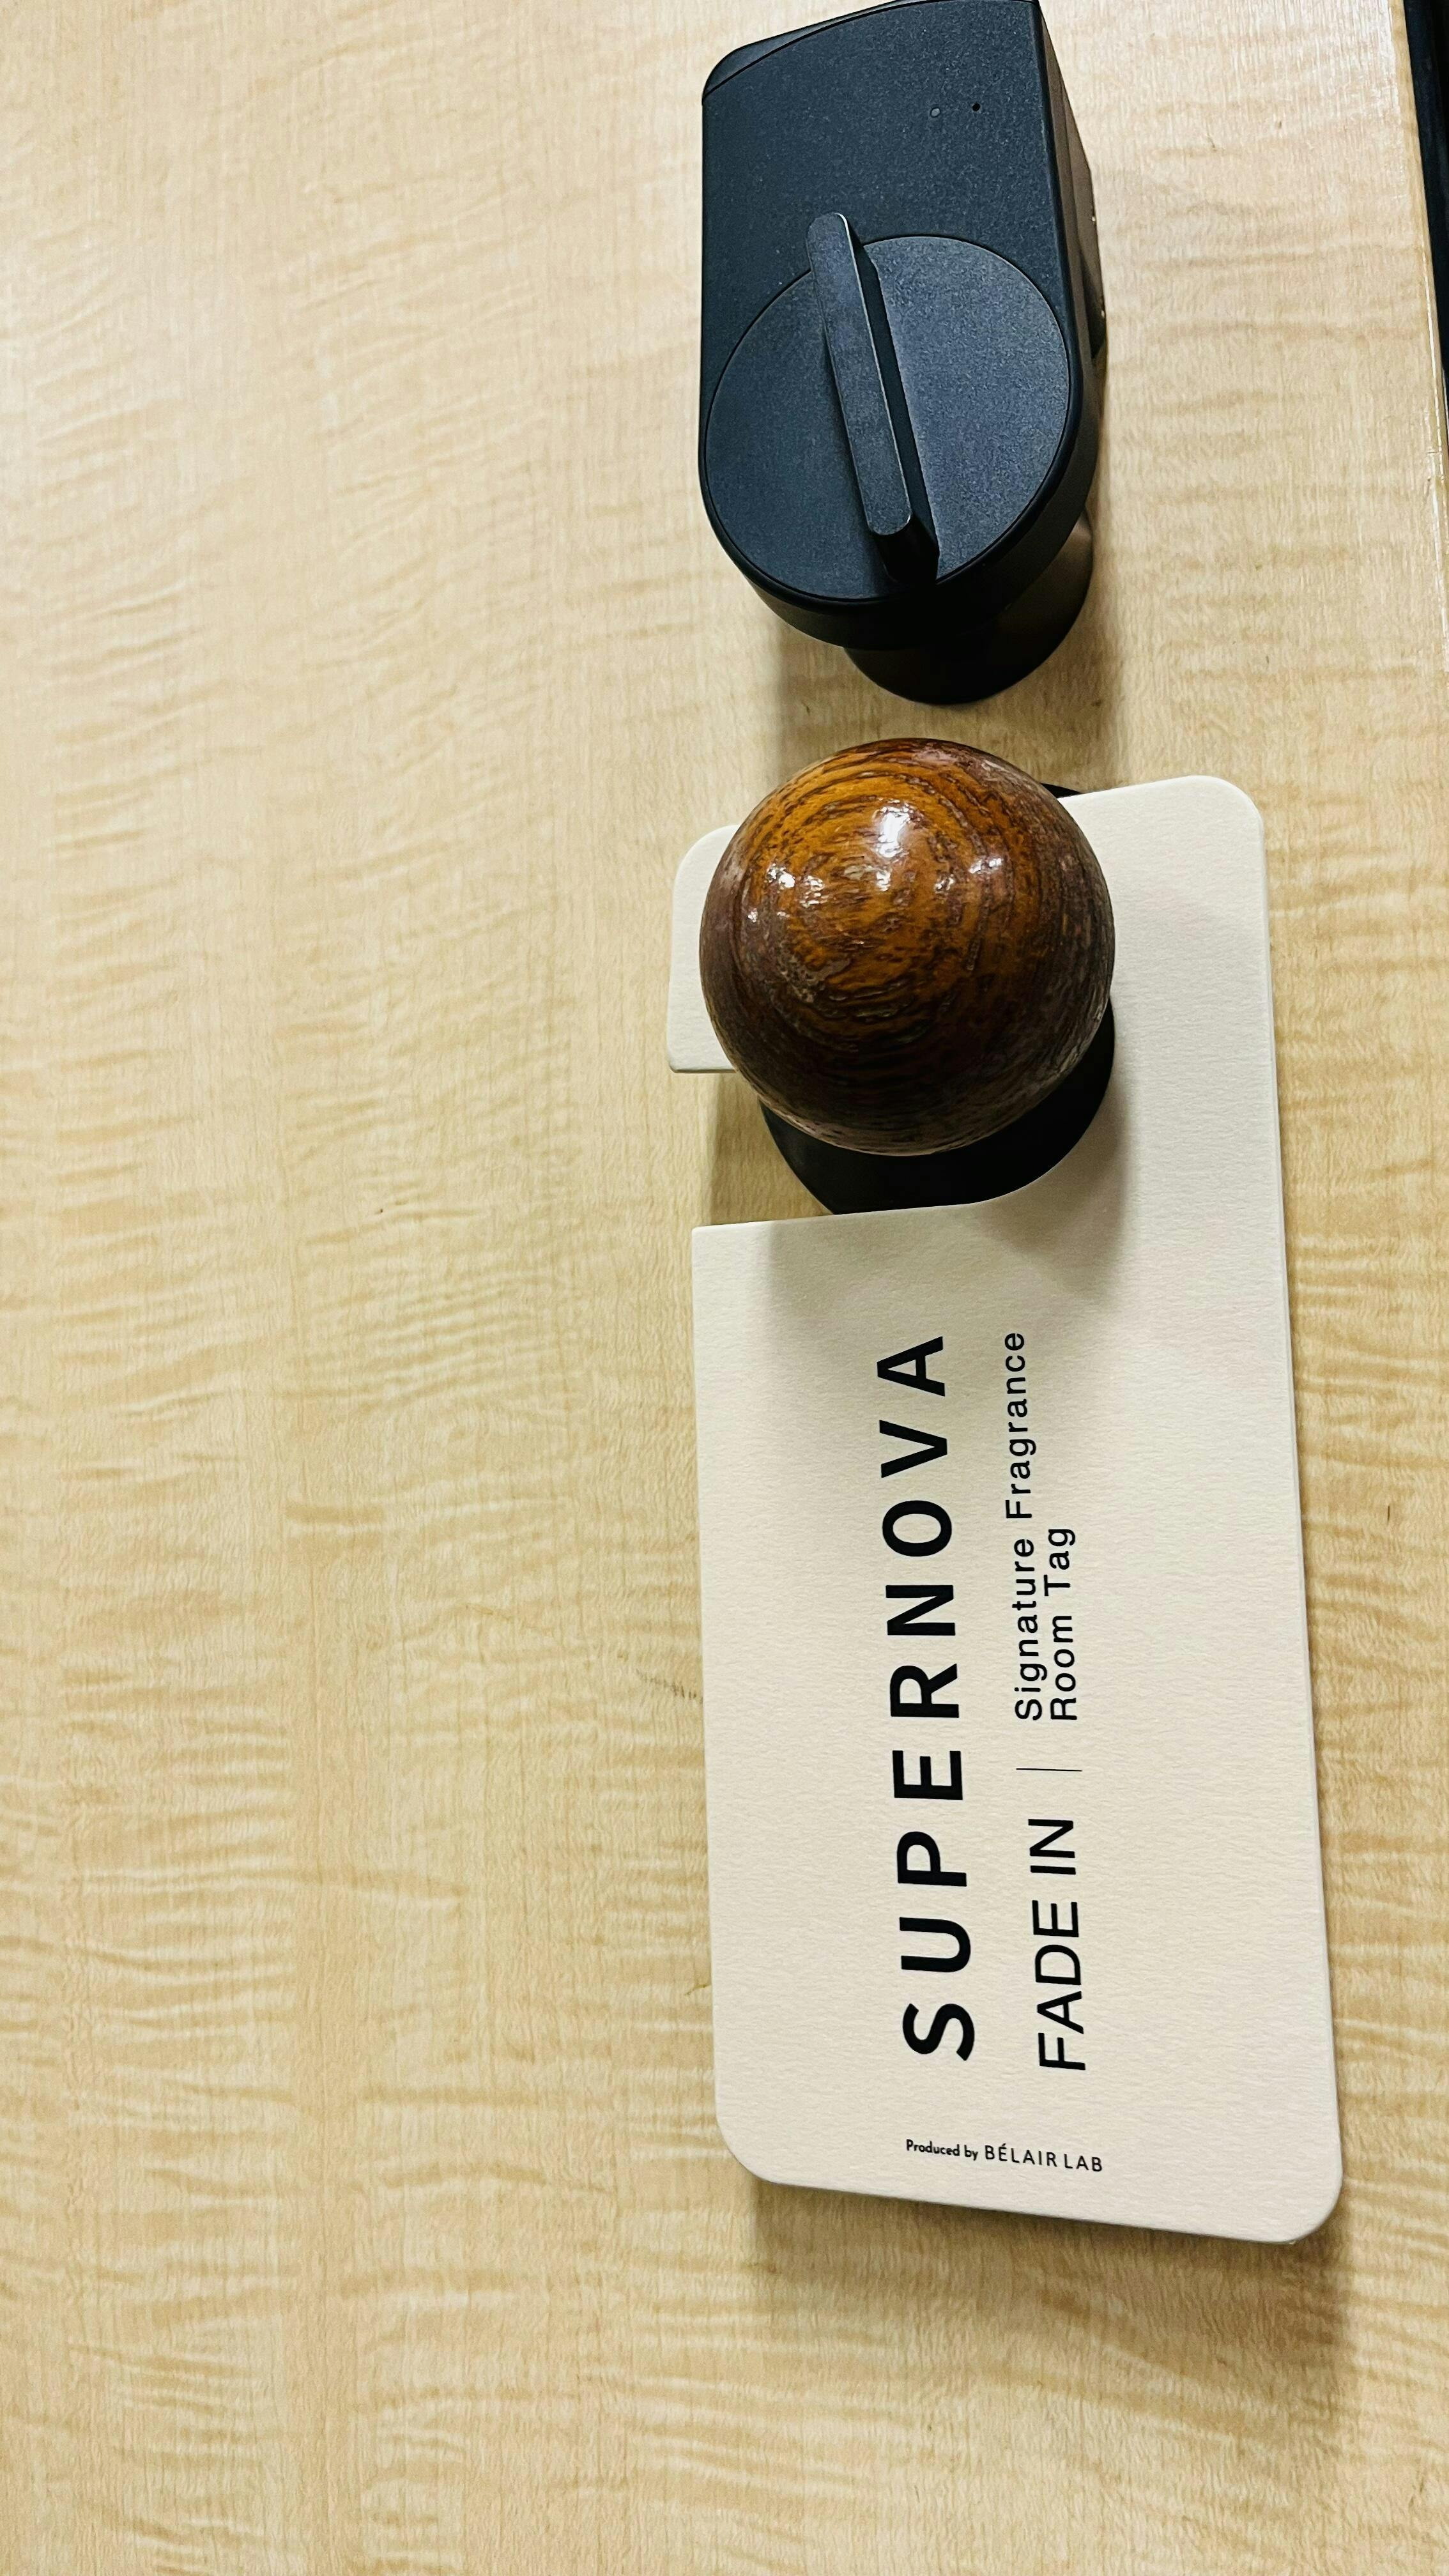 SUPERNOVA
FADE IN | Signature Fragrance
Room Tag
Produced by BÉLAIR LAB